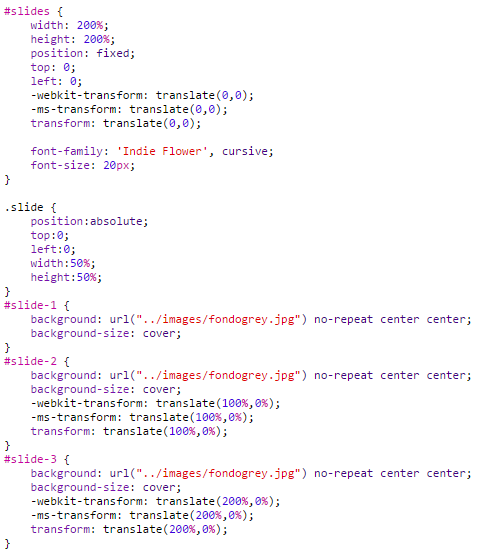 #slides {
    width: 200%;
    height: 200%;
    position: fixed;
    top: 0;
    left: 0;
    -webkit-transform: translate(0,0);
    -ms-transform: translate(0,0);
    transform: translate(0,0);

    font-family: 'Indie Flower', cursive;
    font-size: 20px;
}

.slide {
    position:absolute;
    top:0;
    left:0;
    width:50%;
    height:50%;
}
#slide-1 {
    background: url("../images/fondogrey.jpg") no-repeat center center;
    background-size: cover;
}
#slide-2 {
    background: url("../images/fondogrey.jpg") no-repeat center center;
    background-size: cover;
    -webkit-transform: translate(100%,0%);
    -ms-transform: translate(100%,0%);
    transform: translate(100%,0%);
}
#slide-3 {
    background: url("../images/fondogrey.jpg") no-repeat center center;
    background-size: cover;
    -webkit-transform: translate(200%,0%);
    -ms-transform: translate(200%,0%);
    transform: translate(200%,0%);
}